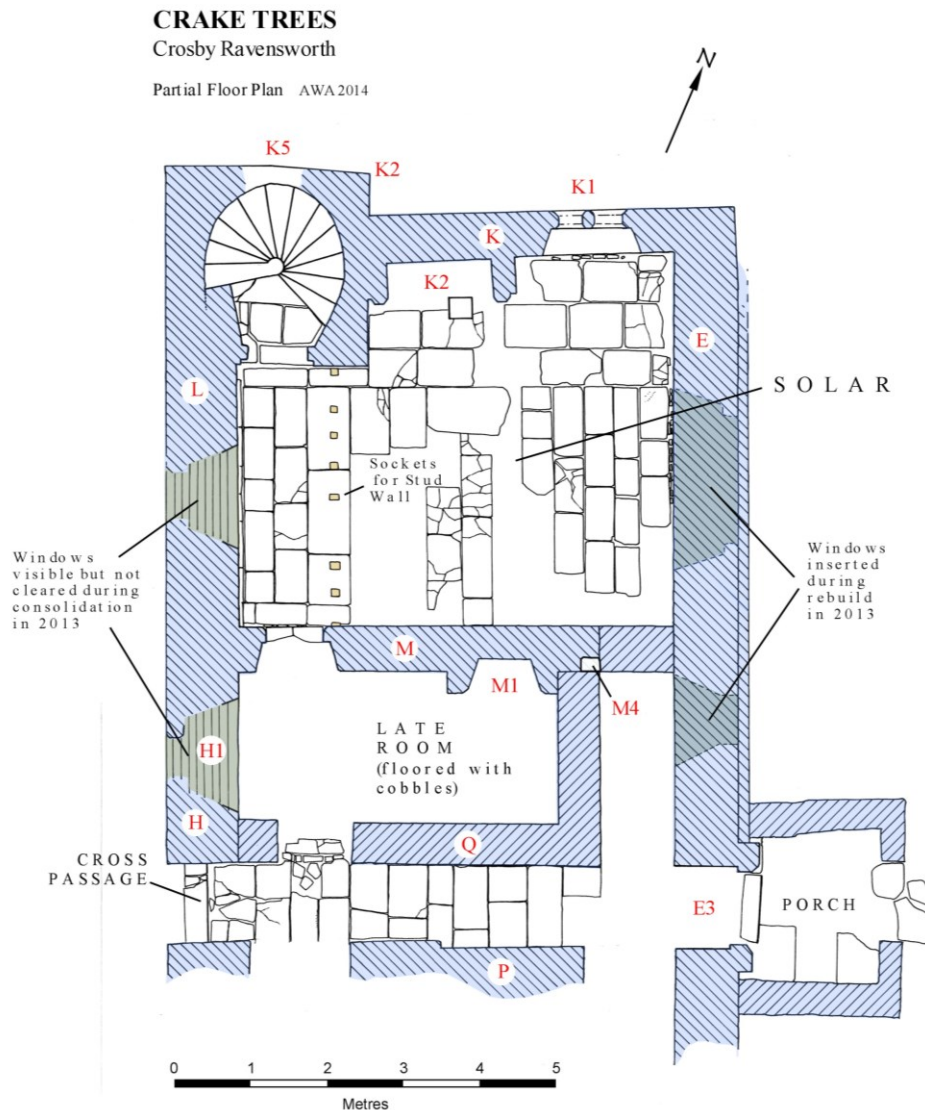 CRAKE TREES
Crosby Ravensworth
Partial Floor Plan AWA 2014
N
K5
K2
K1
K
K2
E
SOLAR
L
Sockets
for Stud
Wall
Windows
visible but not
cleared during
consolidation
in 2013
Windows
inserted
during
rebuild
in 2013
M
M1
M4
LATE
ROOM
(floored with
cobbles)
H1
H
Q
CROSS
PASSAGE
E3
PORCH
P
0 1 2 3 4 5
Metres